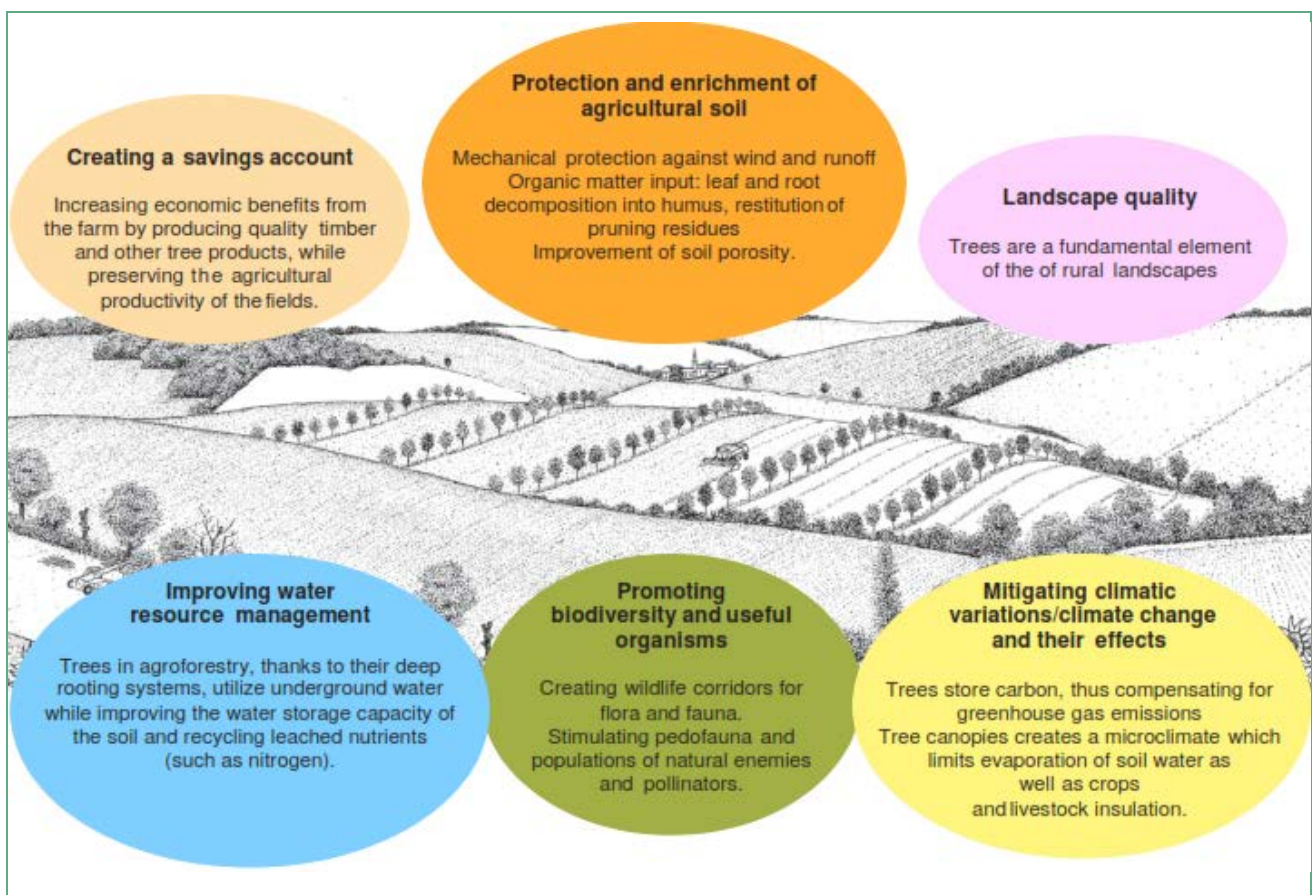 Creating a savings account
Increasing economic benefits from
the farm by producing quality timber
and other tree products, while
preserving the agricultural
productivity of the fields.
Protection and enrichment of
agricultural soil
Mechanical protection against wind and runoff
Organic matter input: leaf and root
decomposition into humus, restitution of
pruning residues
Improvement of soil porosity.
Landscape quality
Trees are a fundamental element
of the of rural landscapes
Improving water
resource management
Trees in agroforestry, thanks to their deep
rooting systems, utilize underground water
while improving the water storage capacity of
the soil and recycling leached nutrients
(such as nitrogen).
Promoting
biodiversity and useful
organisms
Creating wildlife corridors for
flora and fauna.
Stimulating pedofauna and
populations of natural enemies
and pollinators.
Mitigating climatic
variations/climate change
and their effects
Trees store carbon, thus compensating for
greenhouse gas emissions
Tree canopies creates a microclimate which
limits evaporation of soil water as
well as crops
and livestock insulation.